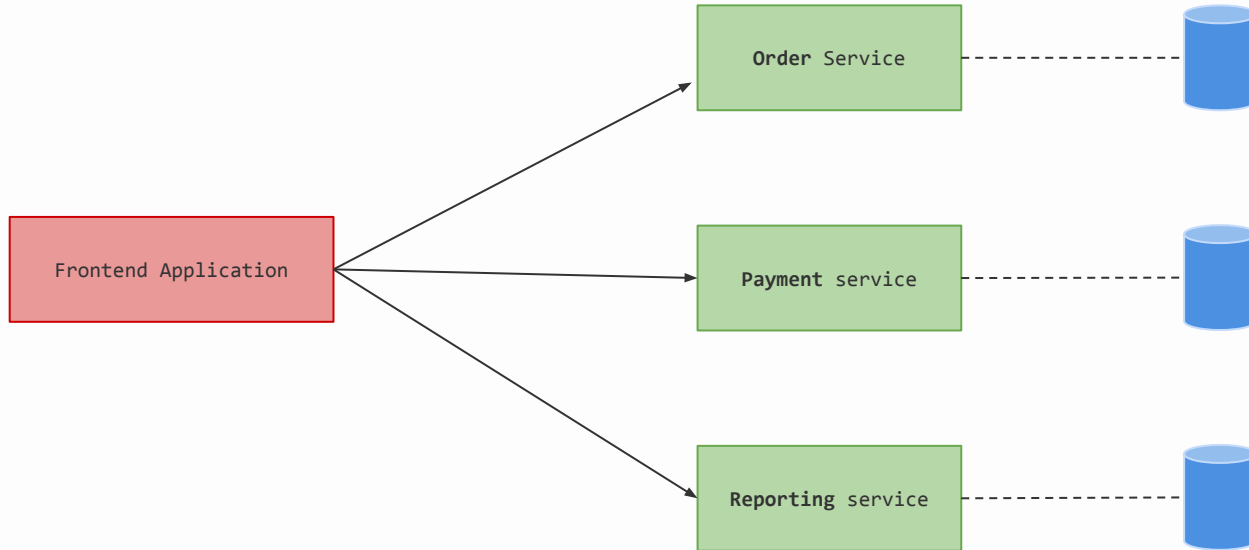 Order Service
Frontend Application
Payment service
Reporting service